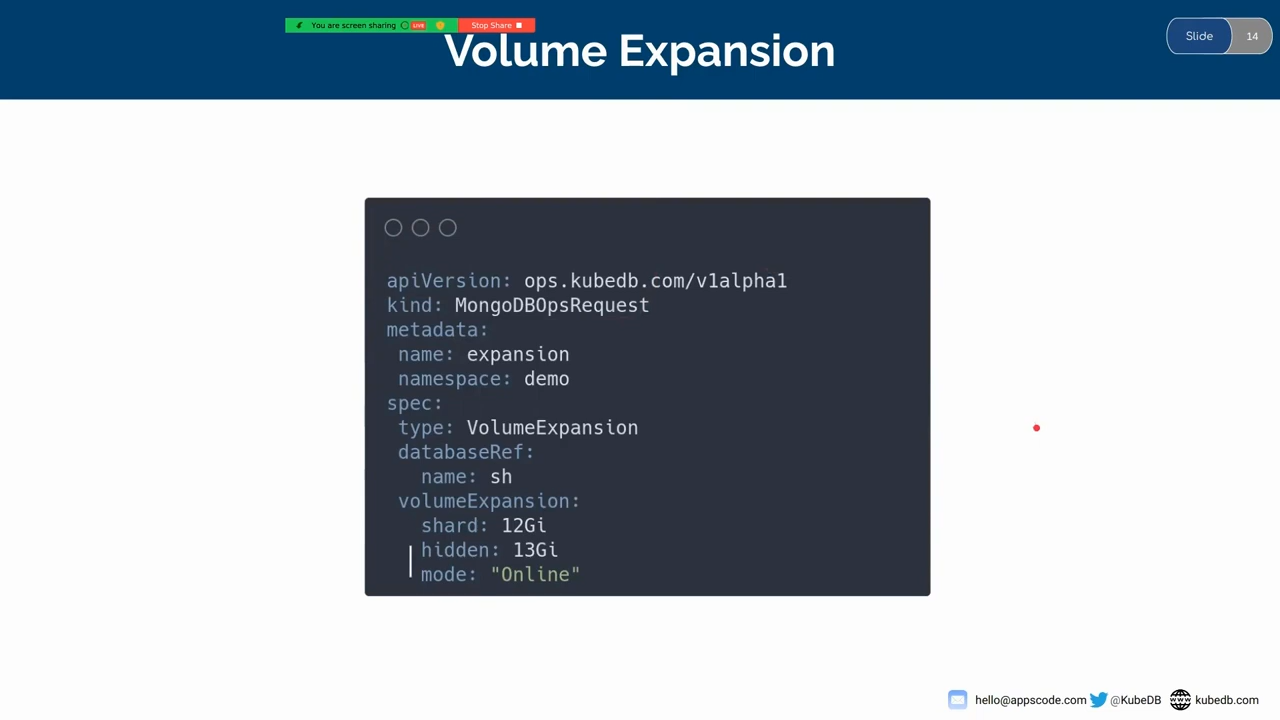 You are screen sharing LIVE Stop Share
Volume Expansion
Slide 14
apiVersion: ops.kubedb.com/v1alpha1
kind: MongoDBOpsRequest
metadata:
 name: expansion
 namespace: demo
spec:
 type: VolumeExpansion
 databaseRef:
   name: sh
 volumeExpansion:
   shard: 12Gi
   hidden: 13Gi
   mode: "Online"
hello@appscode.com @KubeDB kubedb.com